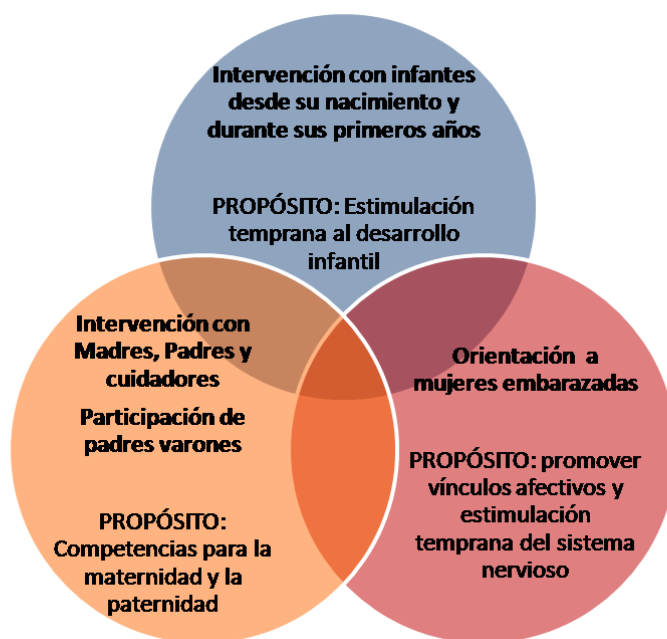 Intervención con infantes
desde su nacimiento y
durante sus primeros años
PROPÓSITO: Estimulación
temprana al desarrollo
infantil
Intervención con
Madres, Padres y
cuidadores
Participación de
padres varones
PROPÓSITO:
Competencias para la
maternidad y la
paternidad
Orientación a
mujeres embarazadas
PROPÓSITO: promover
vínculos afectivos y
estimulación
temprana del sistema
nervioso